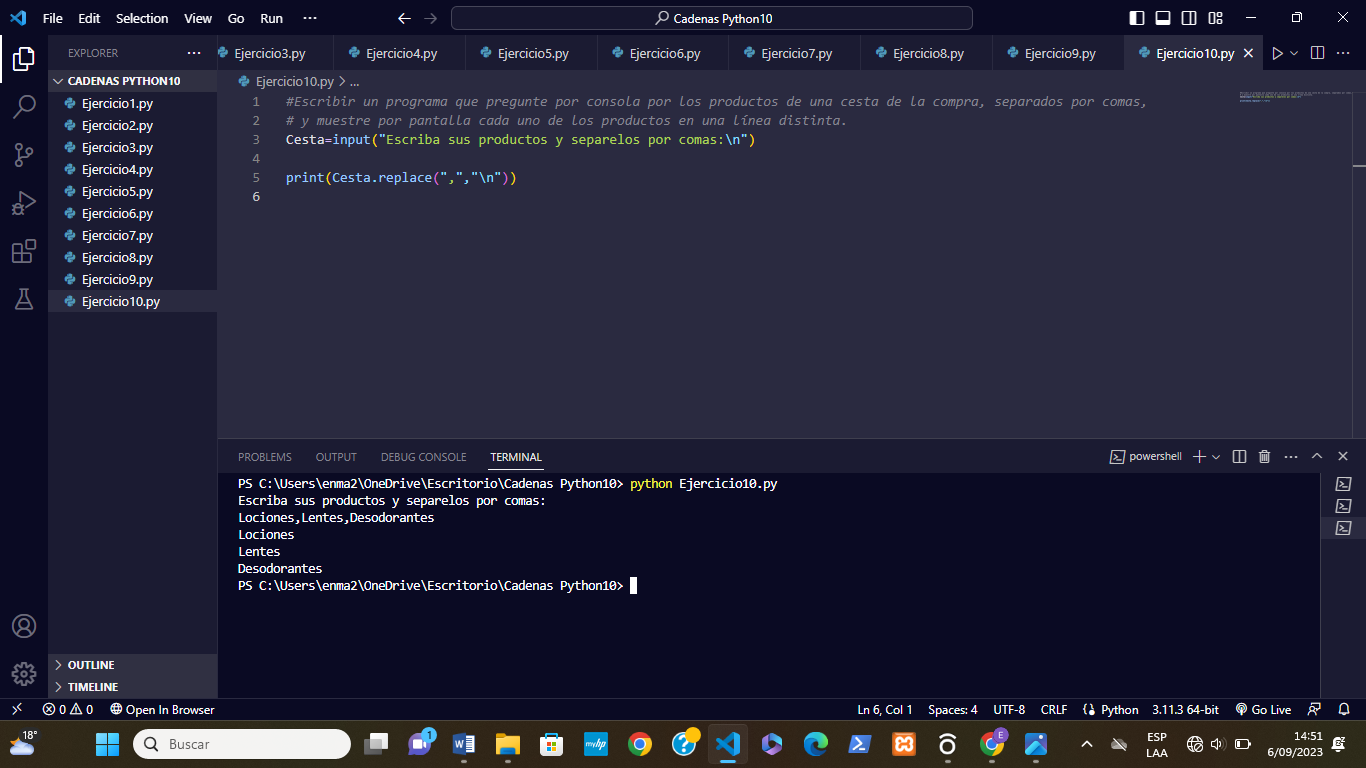 File Edit Selection View Go Run ··· Cadenas Python10
EXPLORER ···
Ejercicio3.py Ejercicio4.py Ejercicio5.py Ejercicio6.py Ejercicio7.py Ejercicio8.py Ejercicio9.py Ejercicio10.py
CADENAS PYTHON10
Ejercicio1.py
Ejercicio2.py
Ejercicio3.py
Ejercicio4.py
Ejercicio5.py
Ejercicio6.py
Ejercicio7.py
Ejercicio8.py
Ejercicio9.py
Ejercicio10.py
OUTLINE
TIMELINE
Ejercicio10.py > ...
1 #Escribir un programa que pregunte por consola por los productos de una cesta de la compra, separados por comas,
2 # y muestre por pantalla cada uno de los productos en una línea distinta.
3 Cesta=input("Escriba sus productos y separelos por comas:\n")
4
5 print(Cesta.replace(",","\n"))
6
PROBLEMS OUTPUT DEBUG CONSOLE TERMINAL powershell
PS C:\Users\enma2\OneDrive\Escritorio\Cadenas Python10> python Ejercicio10.py
Escriba sus productos y separelos por comas:
Lociones,Lentes,Desodorantes
Lociones
Lentes
Desodorantes
PS C:\Users\enma2\OneDrive\Escritorio\Cadenas Python10>
0 0 Open In Browser Ln 6, Col 1 Spaces: 4 UTF-8 CRLF Python 3.11.3 64-bit Go Live
18° Buscar 1 myhp E ESP 14:51
LAA 6/09/2023